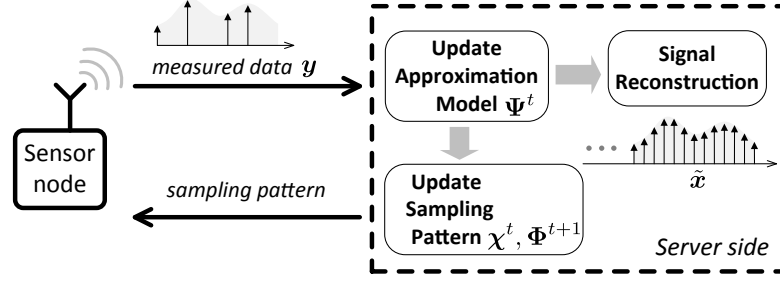 measured data y
Sensor
node
sampling pattern
Update
Approximation
Model Ψ^t
Signal
Reconstruction
x̃
Update
Sampling
Pattern χ^t, Φ^{t+1}
Server side